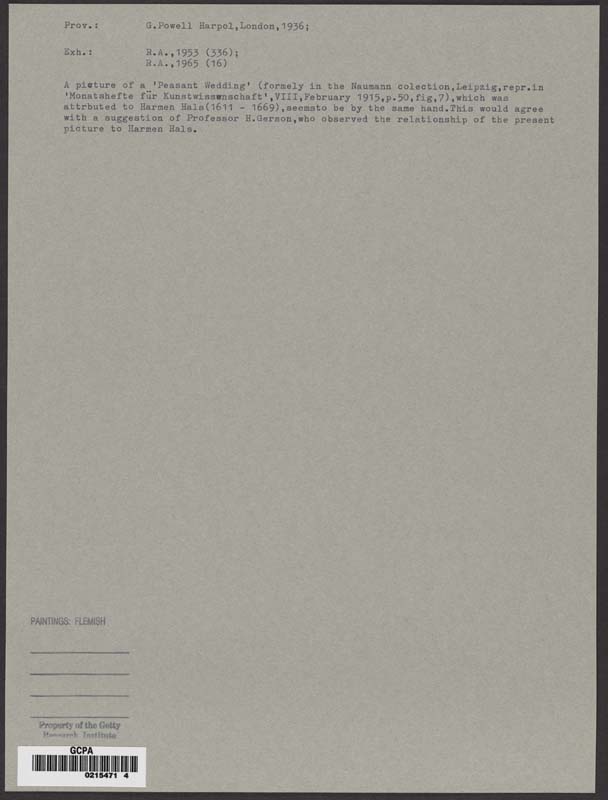 Prov.: G.Powell Harpol,London,1936;
Exh.: R.A.,1953 (336);
R.A.,1965 (16)
A picture of a 'Peasant Wedding' (formely in the Naumann colection,Leipzig,repr.in
'Monatshefte für Kunstwissenschaft',VIII,February 1915,p.50,fig,7),which was
attrbuted to Harmen Hals(1611 - 1669),seemsto be by the same hand.This would agree
with a suggestion of Professor H.Gerson,who observed the relationship of the present
picture to Harmen Hals.
PAINTINGS: FLEMISH
Property of the Getty
Research Institute
GCPA
0215471 4